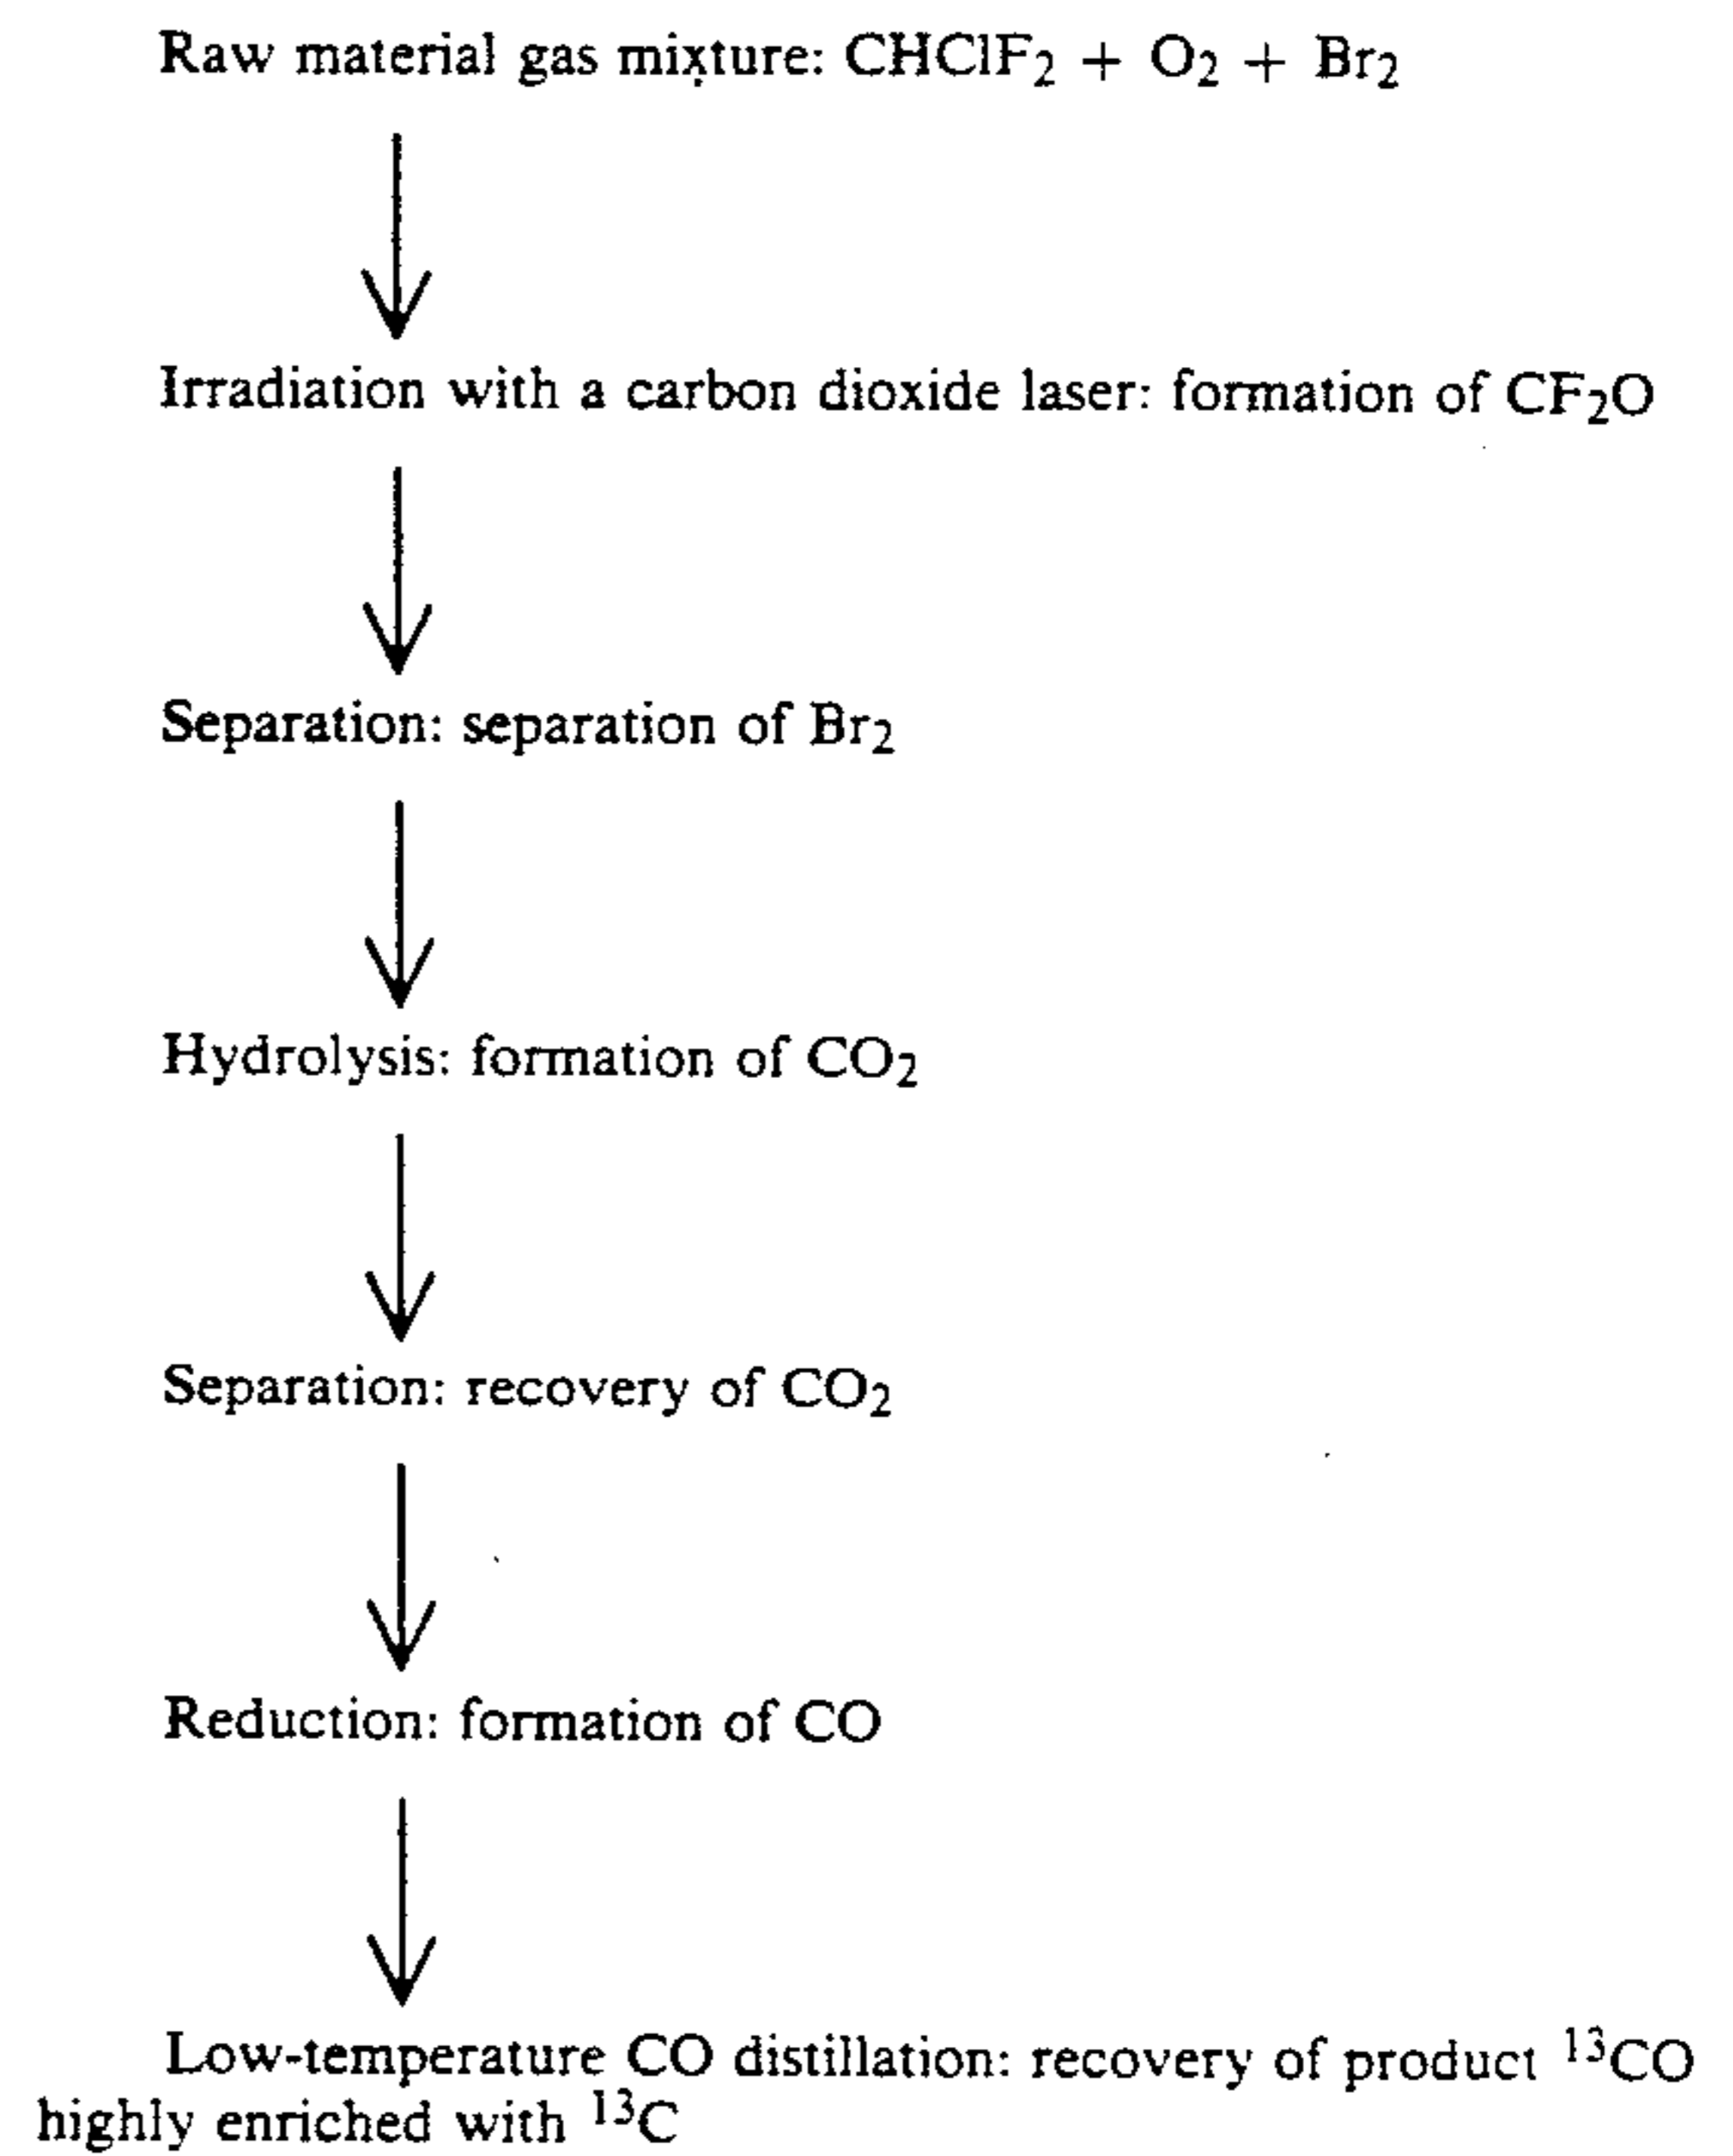 Raw material gas mixture: CHClF₂ + O₂ + Br₂
Irradiation with a carbon dioxide laser: formation of CF₂O
Separation: separation of Br₂
Hydrolysis: formation of CO₂
Separation: recovery of CO₂
Reduction: formation of CO
Low-temperature CO distillation: recovery of product ¹³CO
highly enriched with ¹³C